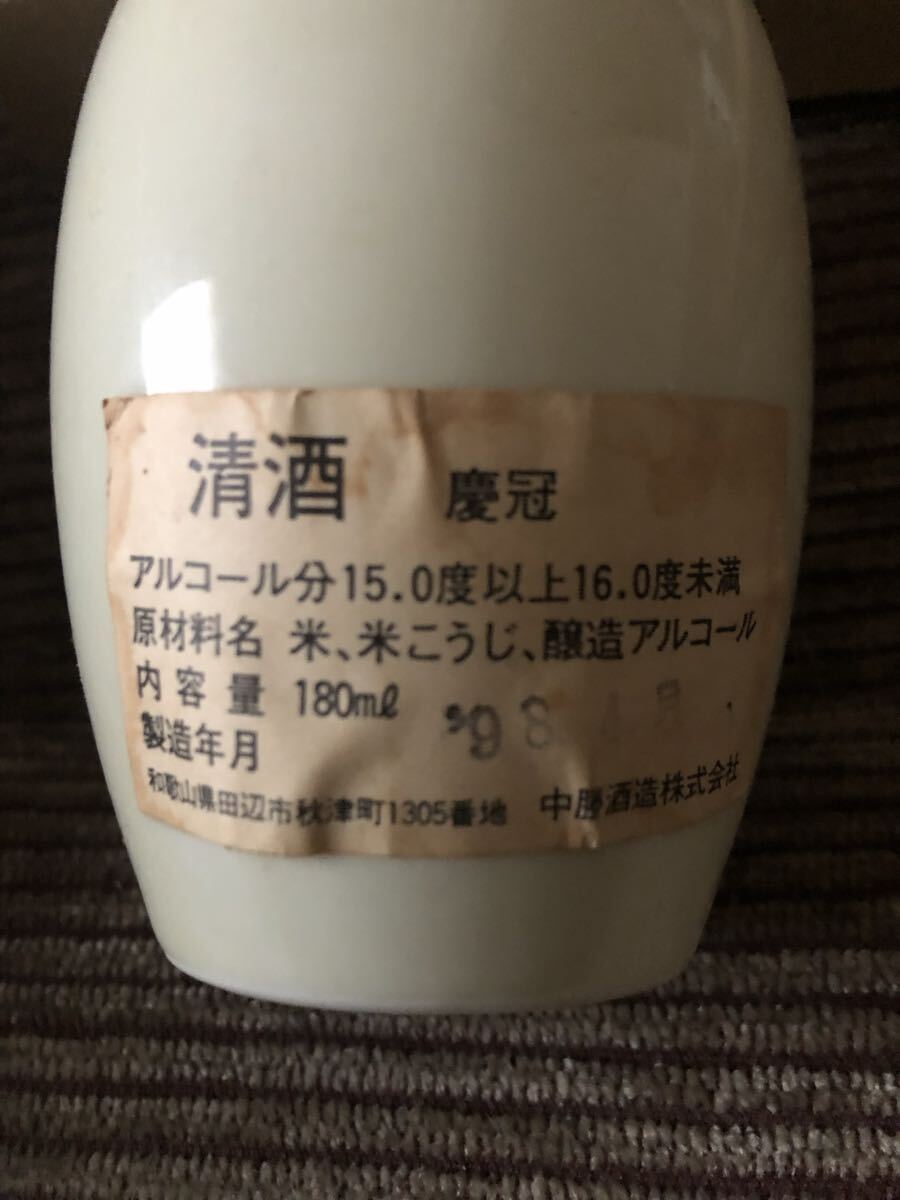 清酒 慶冠
アルコール分15.0度以上16.0度未満
原材料名 米、米こうじ、醸造アルコール
内容量 180mℓ
製造年月 '98
和歌山県田辺市秋津町1305番地 中勝酒造株式会社